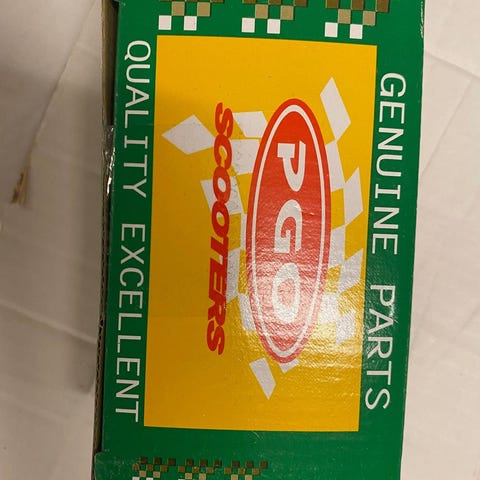 GENUINE PARTS
PGO
SCOOTERS
QUALITY EXCELLENT